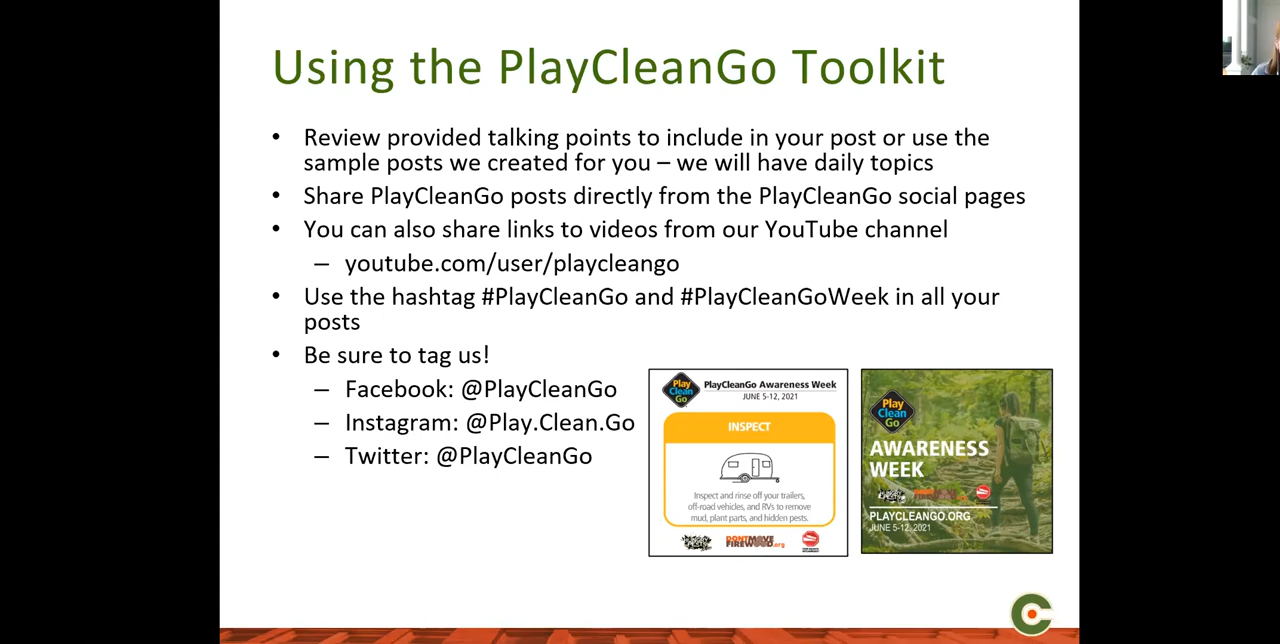 Using the PlayCleanGo Toolkit
• Review provided talking points to include in your post or use the
sample posts we created for you – we will have daily topics
• Share PlayCleanGo posts directly from the PlayCleanGo social pages
• You can also share links to videos from our YouTube channel
– youtube.com/user/playcleango
• Use the hashtag #PlayCleanGo and #PlayCleanGoWeek in all your
posts
• Be sure to tag us!
– Facebook: @PlayCleanGo
– Instagram: @Play.Clean.Go
– Twitter: @PlayCleanGo
Play
Clean
Go
PlayCleanGo Awareness Week
JUNE 5-12, 2021
INSPECT
Inspect and rinse off your trailers,
off-road vehicles, and RVs to remove
mud, plant parts, and hidden pests.
DONTMOVE
FIREWOOD.org
Play
Clean
Go
AWARENESS
WEEK
PLAYCLEANGO.ORG
JUNE 5-12, 2021